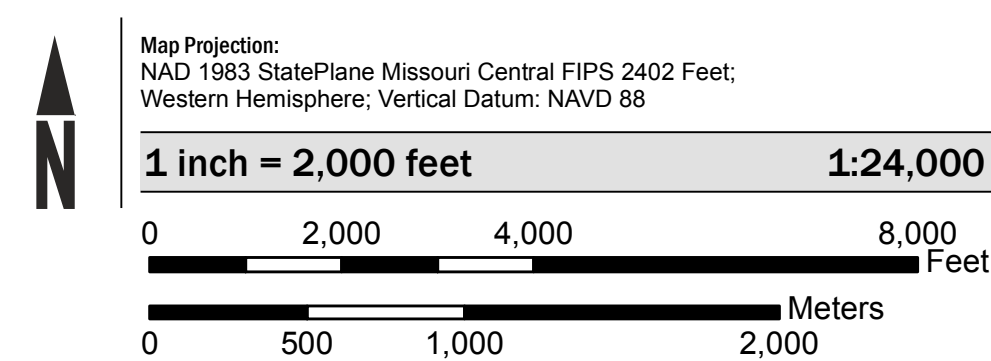 N
Map Projection:
NAD 1983 StatePlane Missouri Central FIPS 2402 Feet;
Western Hemisphere; Vertical Datum: NAVD 88
1 inch = 2,000 feet 1:24,000
0 2,000 4,000 8,000
Feet
Meters
0 500 1,000 2,000